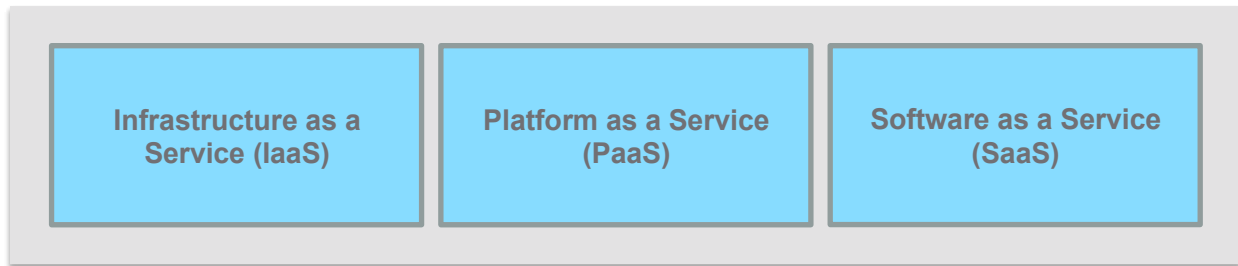 Infrastructure as a
Service (IaaS)
Platform as a Service
(PaaS)
Software as a Service
(SaaS)